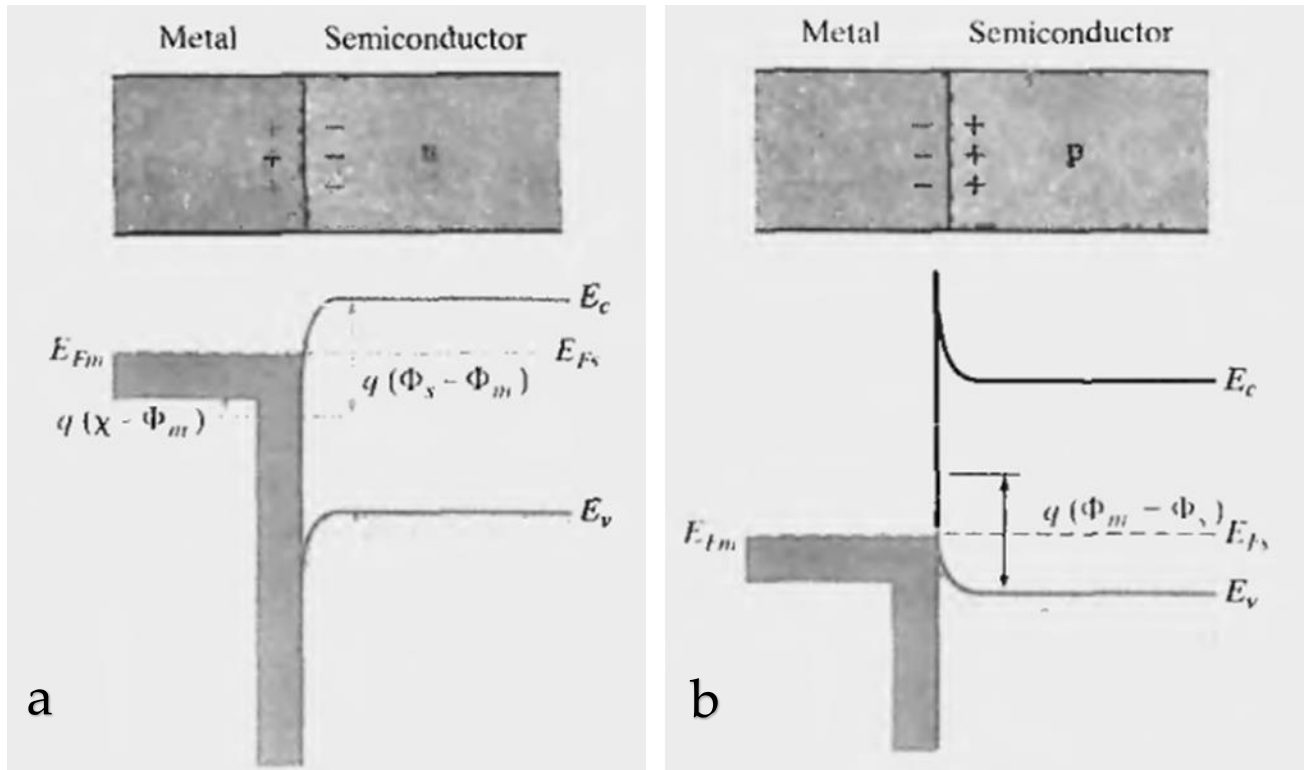 Metal Semiconductor
+ −
+ −
+ −
n
E_c
E_Fm
E_Fs
q (Φ_s − Φ_m)
q (χ - Φ_m)
E_v
a
Metal Semiconductor
− +
− + p
− +
E_c
q (Φ_m − Φ_s)
E_Fm
E_Fs
E_v
b